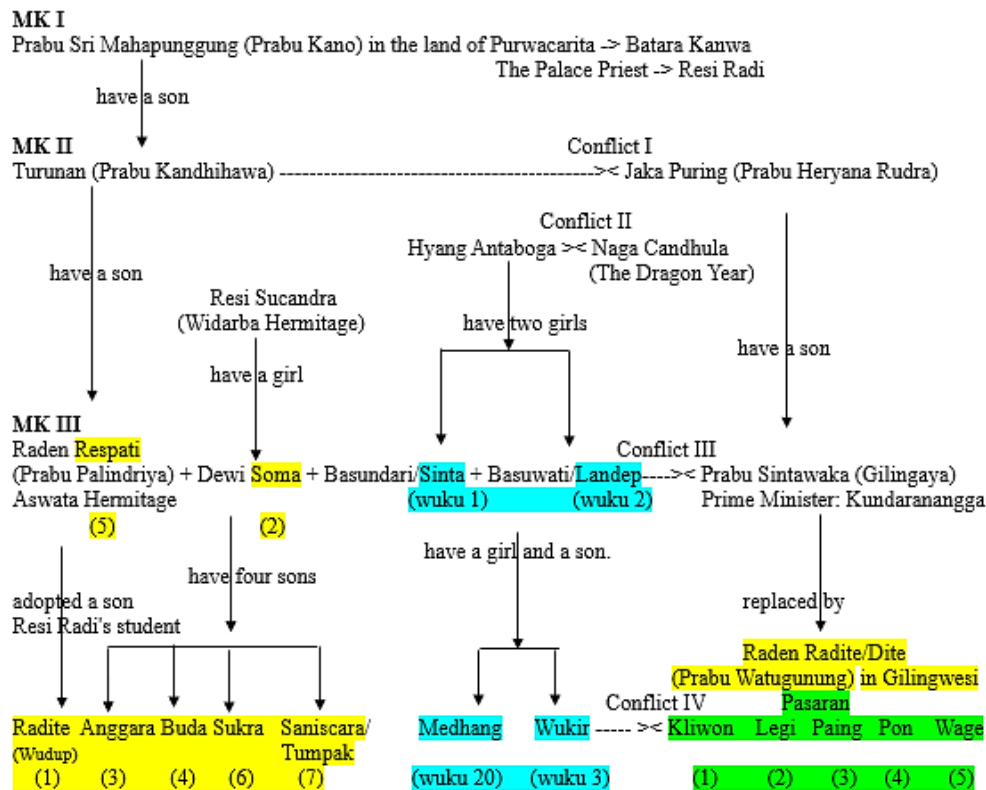 MK I
Prabu Sri Mahapunggung (Prabu Kano) in the land of Purwacarita -> Batara Kanwa
The Palace Priest -> Resi Radi
have a son
MK II
Conflict I
Turunan (Prabu Kandhihawa) ------------------------------------------>< Jaka Puring (Prabu Heryana Rudra)
Conflict II
Hyang Antaboga >< Naga Candhula
(The Dragon Year)
have a son
Resi Sucandra
(Widarba Hermitage)
have two girls
have a son
have a girl
MK III
Raden Respati
Conflict III
(Prabu Palindriya) + Dewi Soma + Basundari/Sinta + Basuwati/Landep----->< Prabu Sintawaka (Gilingaya)
Aswata Hermitage
(wuku 1)
(wuku 2)
Prime Minister: Kundaranangga
(5)
(2)
have a girl and a son.
have four sons
adopted a son
Resi Radi's student
replaced by
Raden Radite/Dite
(Prabu Watugunung) in Gilingwesi
Conflict IV
Pasaran
Radite Anggara Buda Sukra Saniscara/
Tumpak
(Wudup)
Medhang
Wukir ----- >< Kliwon Legi Paing Pon Wage
(1) (3) (4) (6) (7)
(wuku 20) (wuku 3)
(1) (2) (3) (4) (5)